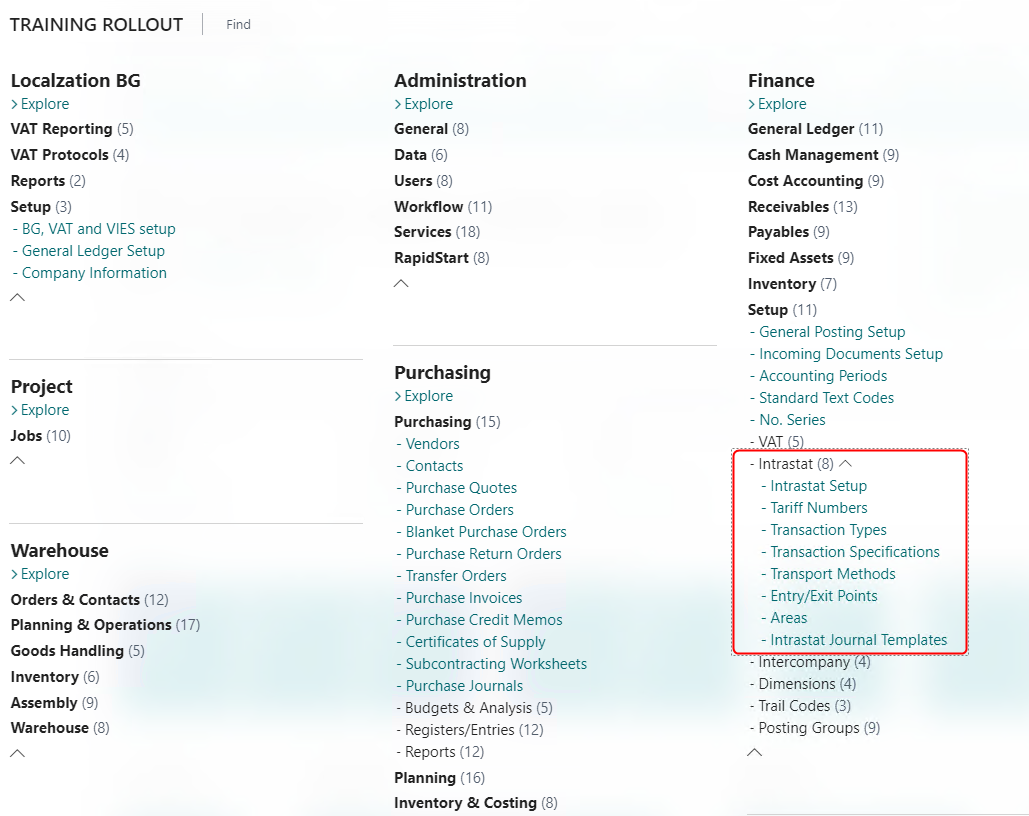 TRAINING ROLLOUT Find
Localzation BG
> Explore
VAT Reporting (5)
VAT Protocols (4)
Reports (2)
Setup (3)
- BG, VAT and VIES setup
- General Ledger Setup
- Company Information
Project
> Explore
Jobs (10)
Warehouse
> Explore
Orders & Contacts (12)
Planning & Operations (17)
Goods Handling (5)
Inventory (6)
Assembly (9)
Warehouse (8)
Administration
> Explore
General (8)
Data (6)
Users (8)
Workflow (11)
Services (18)
RapidStart (8)
Purchasing
> Explore
Purchasing (15)
- Vendors
- Contacts
- Purchase Quotes
- Purchase Orders
- Blanket Purchase Orders
- Purchase Return Orders
- Transfer Orders
- Purchase Invoices
- Purchase Credit Memos
- Certificates of Supply
- Subcontracting Worksheets
- Purchase Journals
- Budgets & Analysis (5)
- Registers/Entries (12)
- Reports (12)
Planning (16)
Inventory & Costing (8)
Finance
> Explore
General Ledger (11)
Cash Management (9)
Cost Accounting (9)
Receivables (13)
Payables (9)
Fixed Assets (9)
Inventory (7)
Setup (11)
- General Posting Setup
- Incoming Documents Setup
- Accounting Periods
- Standard Text Codes
- No. Series
- VAT (5)
- Intrastat (8)
- Intrastat Setup
- Tariff Numbers
- Transaction Types
- Transaction Specifications
- Transport Methods
- Entry/Exit Points
- Areas
- Intrastat Journal Templates
- Intercompany (4)
- Dimensions (4)
- Trail Codes (3)
- Posting Groups (9)